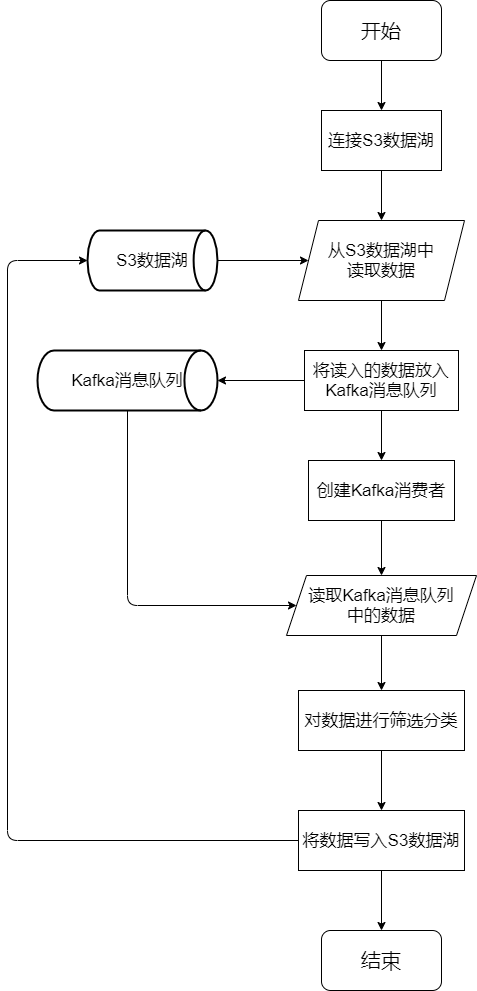 开始
连接S3数据湖
S3数据湖
从S3数据湖中
读取数据
Kafka消息队列
将读入的数据放入
Kafka消息队列
创建Kafka消费者
读取Kafka消息队列
中的数据
对数据进行筛选分类
将数据写入S3数据湖
结束